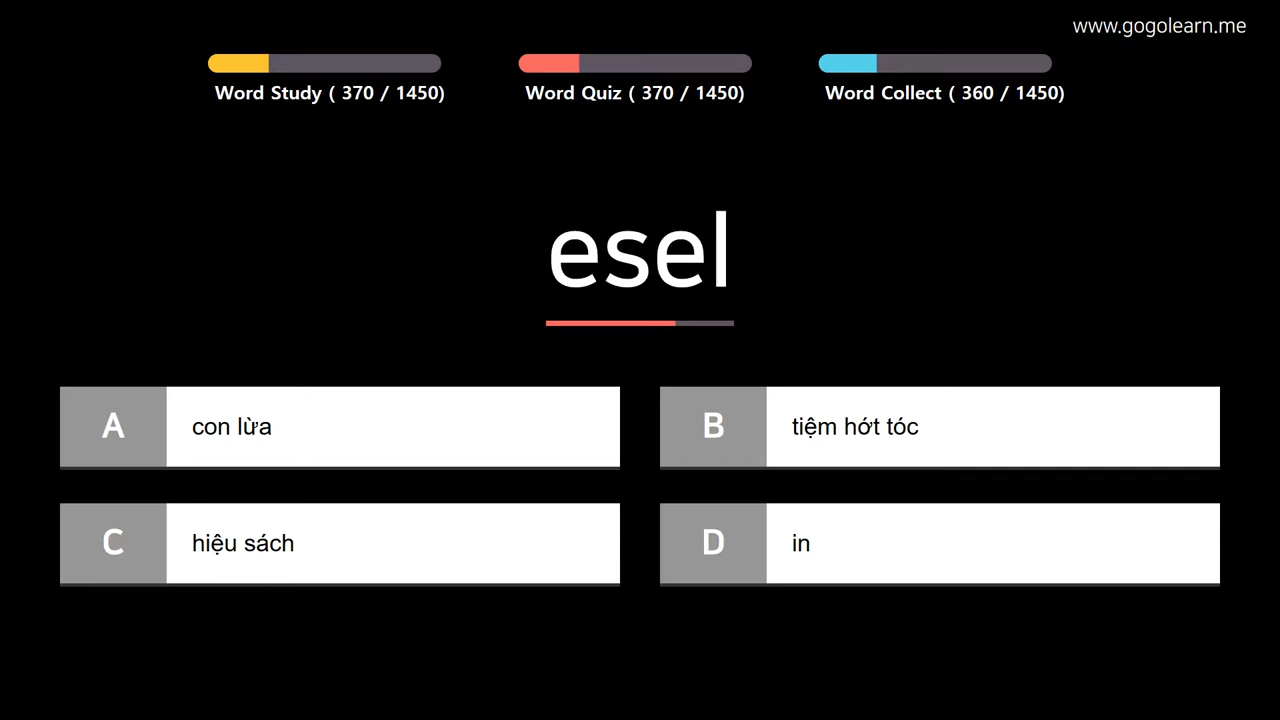 www.gogolearn.me
Word Study ( 370 / 1450)
Word Quiz ( 370 / 1450)
Word Collect ( 360 / 1450)
esel
A con lừa
B tiệm hớt tóc
C hiệu sách
D in